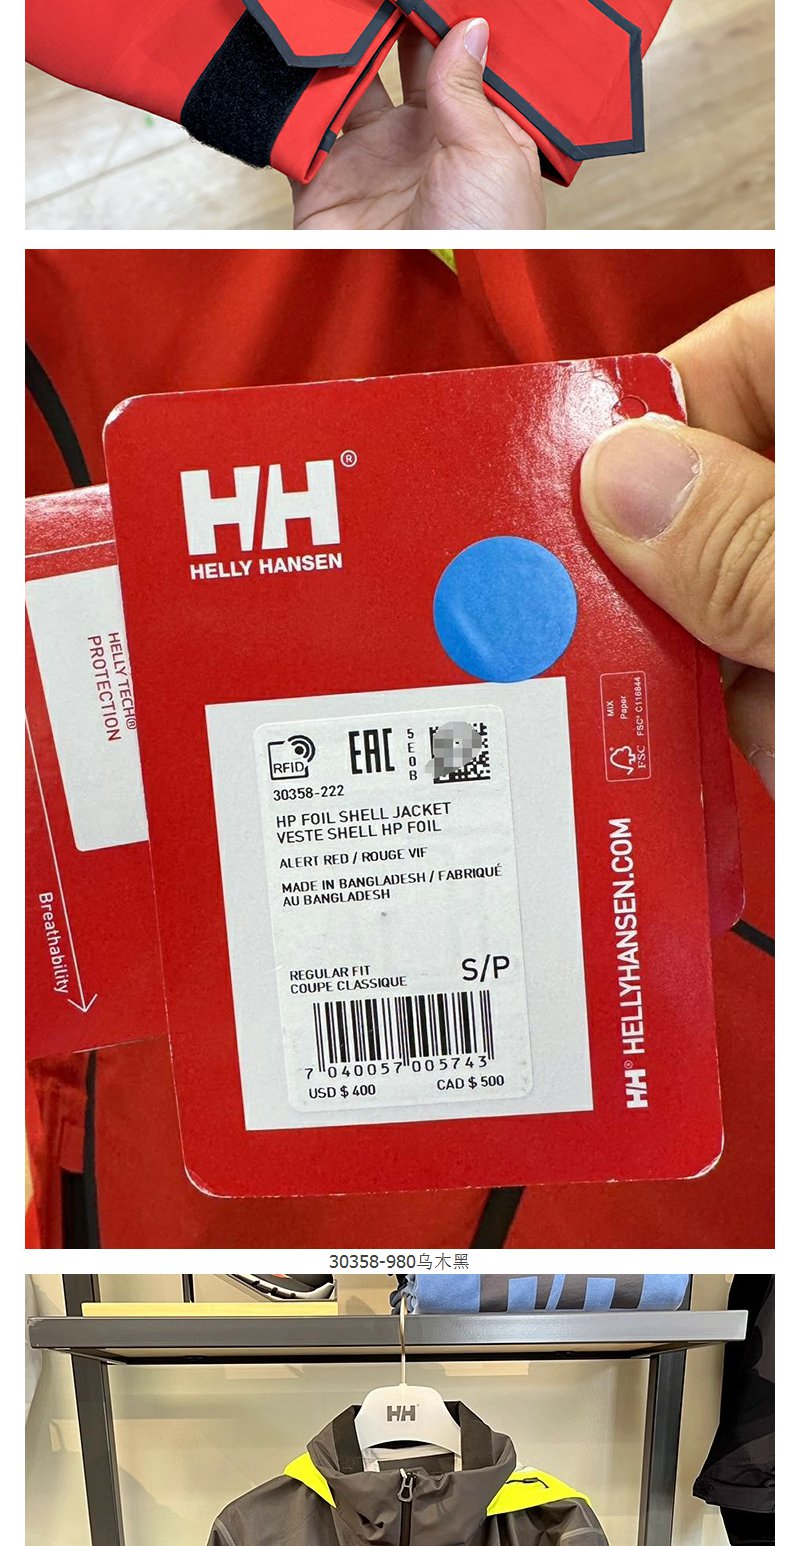 HH®
HELLY HANSEN
HELLY TECH®
PROTECTION
Breathability
RFID
EAC
5
E
0
B
30358-222
HP FOIL SHELL JACKET
VESTE SHELL HP FOIL
ALERT RED / ROUGE VIF
MADE IN BANGLADESH / FABRIQUÉ
AU BANGLADESH
REGULAR FIT
COUPE CLASSIQUE
S/P
7 040057 005743
USD $ 400
CAD $ 500
MIX
Paper
FSC
FSC® C116844
HH® HELLYHANSEN.COM
30358-980乌木黑
HH